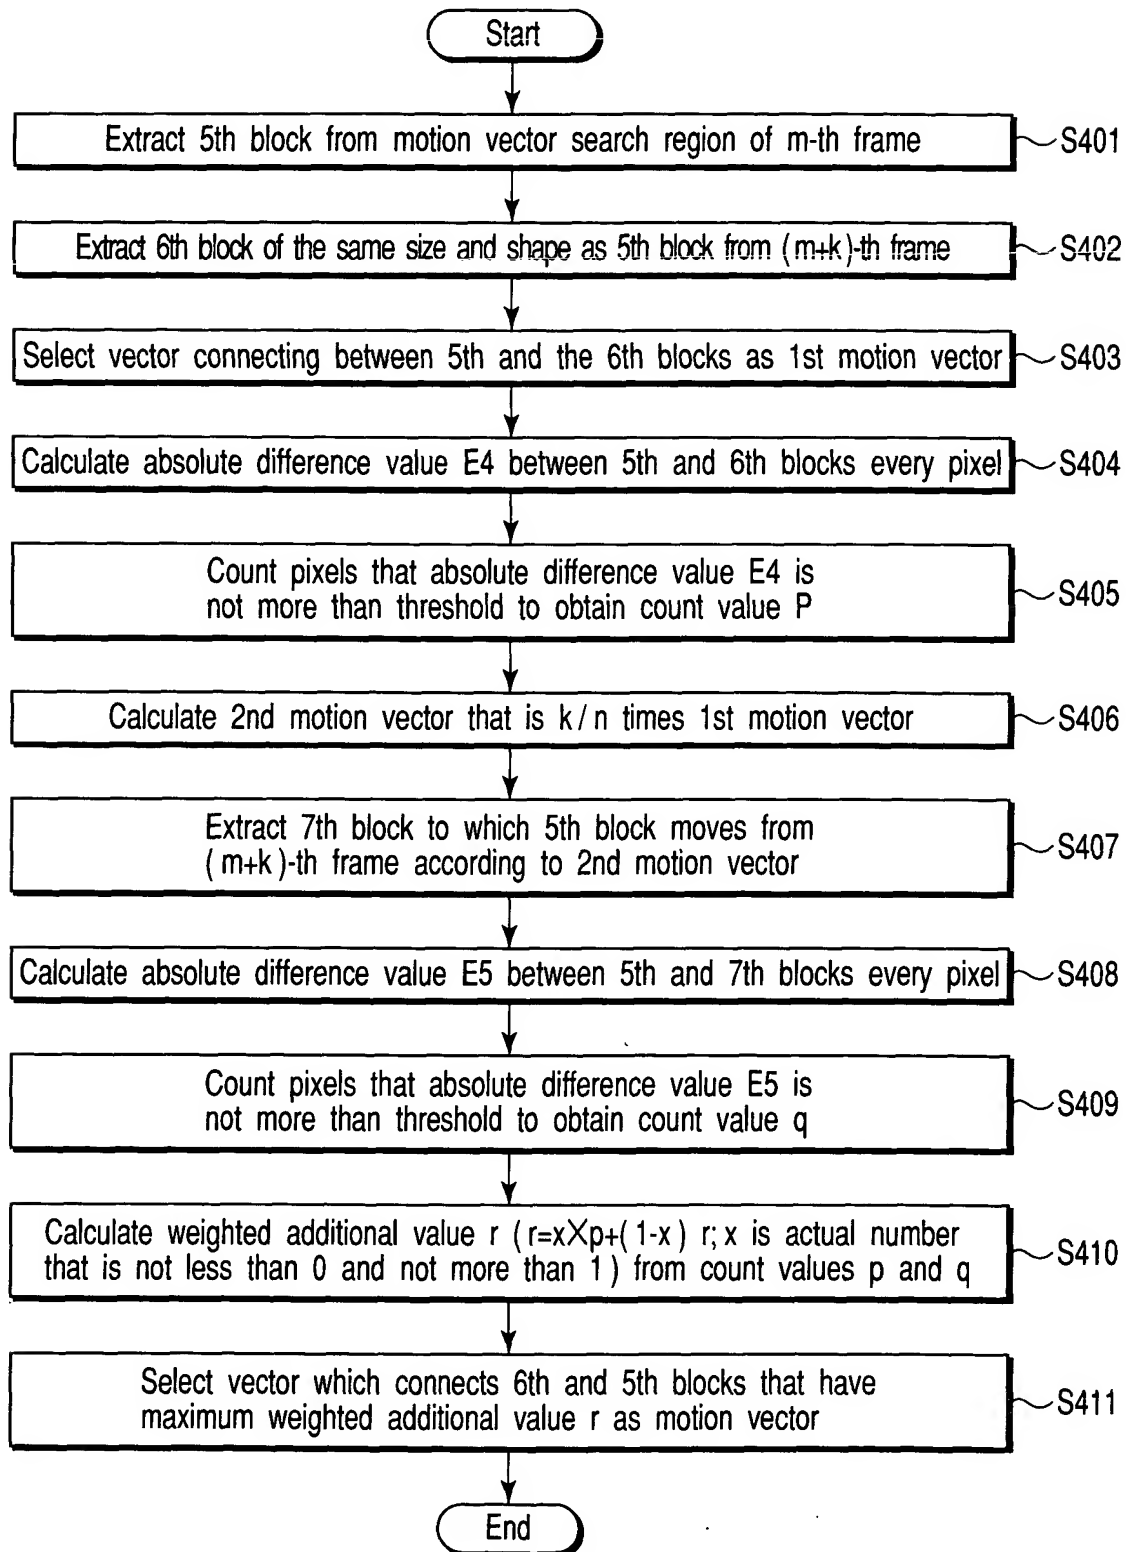 Start
Extract 5th block from motion vector search region of m-th frame
S401
Extract 6th block of the same size and shape as 5th block from (m+k)-th frame
S402
Select vector connecting between 5th and the 6th blocks as 1st motion vector
S403
Calculate absolute difference value E4 between 5th and 6th blocks every pixel
S404
Count pixels that absolute difference value E4 is
not more than threshold to obtain count value P
S405
Calculate 2nd motion vector that is k/n times 1st motion vector
S406
Extract 7th block to which 5th block moves from
(m+k)-th frame according to 2nd motion vector
S407
Calculate absolute difference value E5 between 5th and 7th blocks every pixel
S408
Count pixels that absolute difference value E5 is
not more than threshold to obtain count value q
S409
Calculate weighted additional value r (r=x×p+(1-x) r; x is actual number
that is not less than 0 and not more than 1) from count values p and q
S410
Select vector which connects 6th and 5th blocks that have
maximum weighted additional value r as motion vector
S411
End